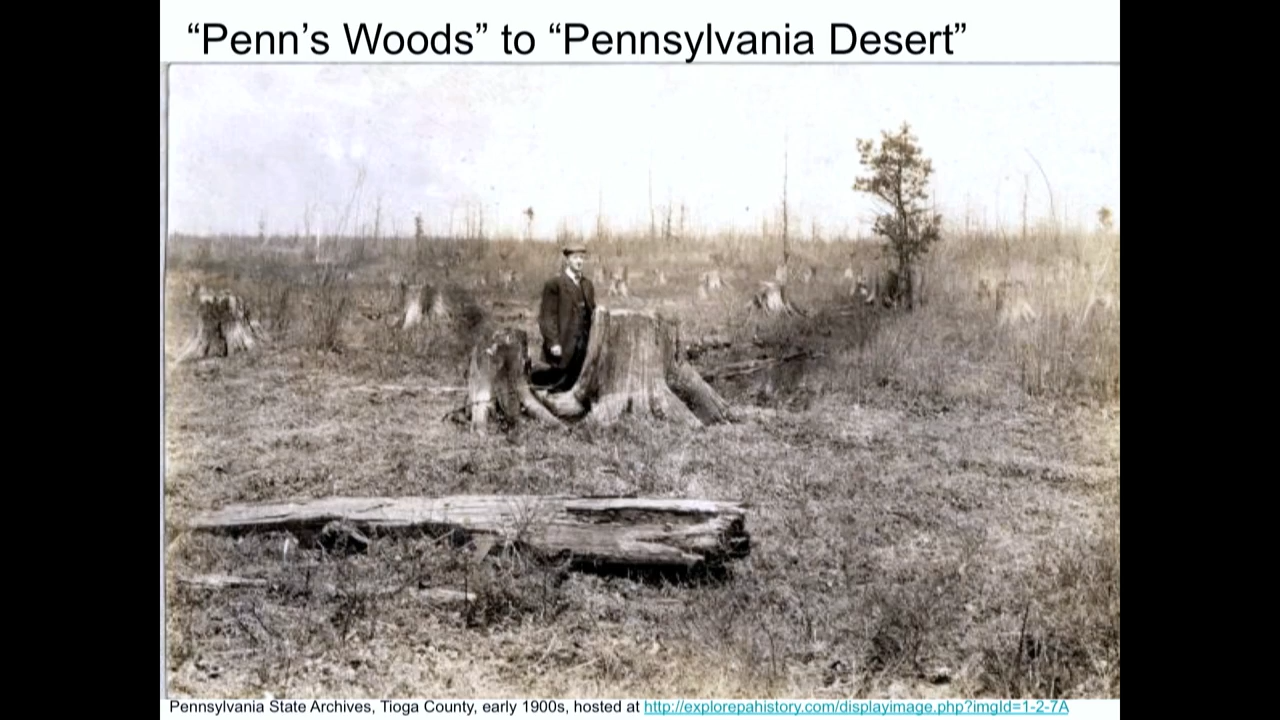 “Penn’s Woods” to “Pennsylvania Desert”
Pennsylvania State Archives, Tioga County, early 1900s, hosted at http://explorepahistory.com/displayimage.php?imgId=1-2-7A